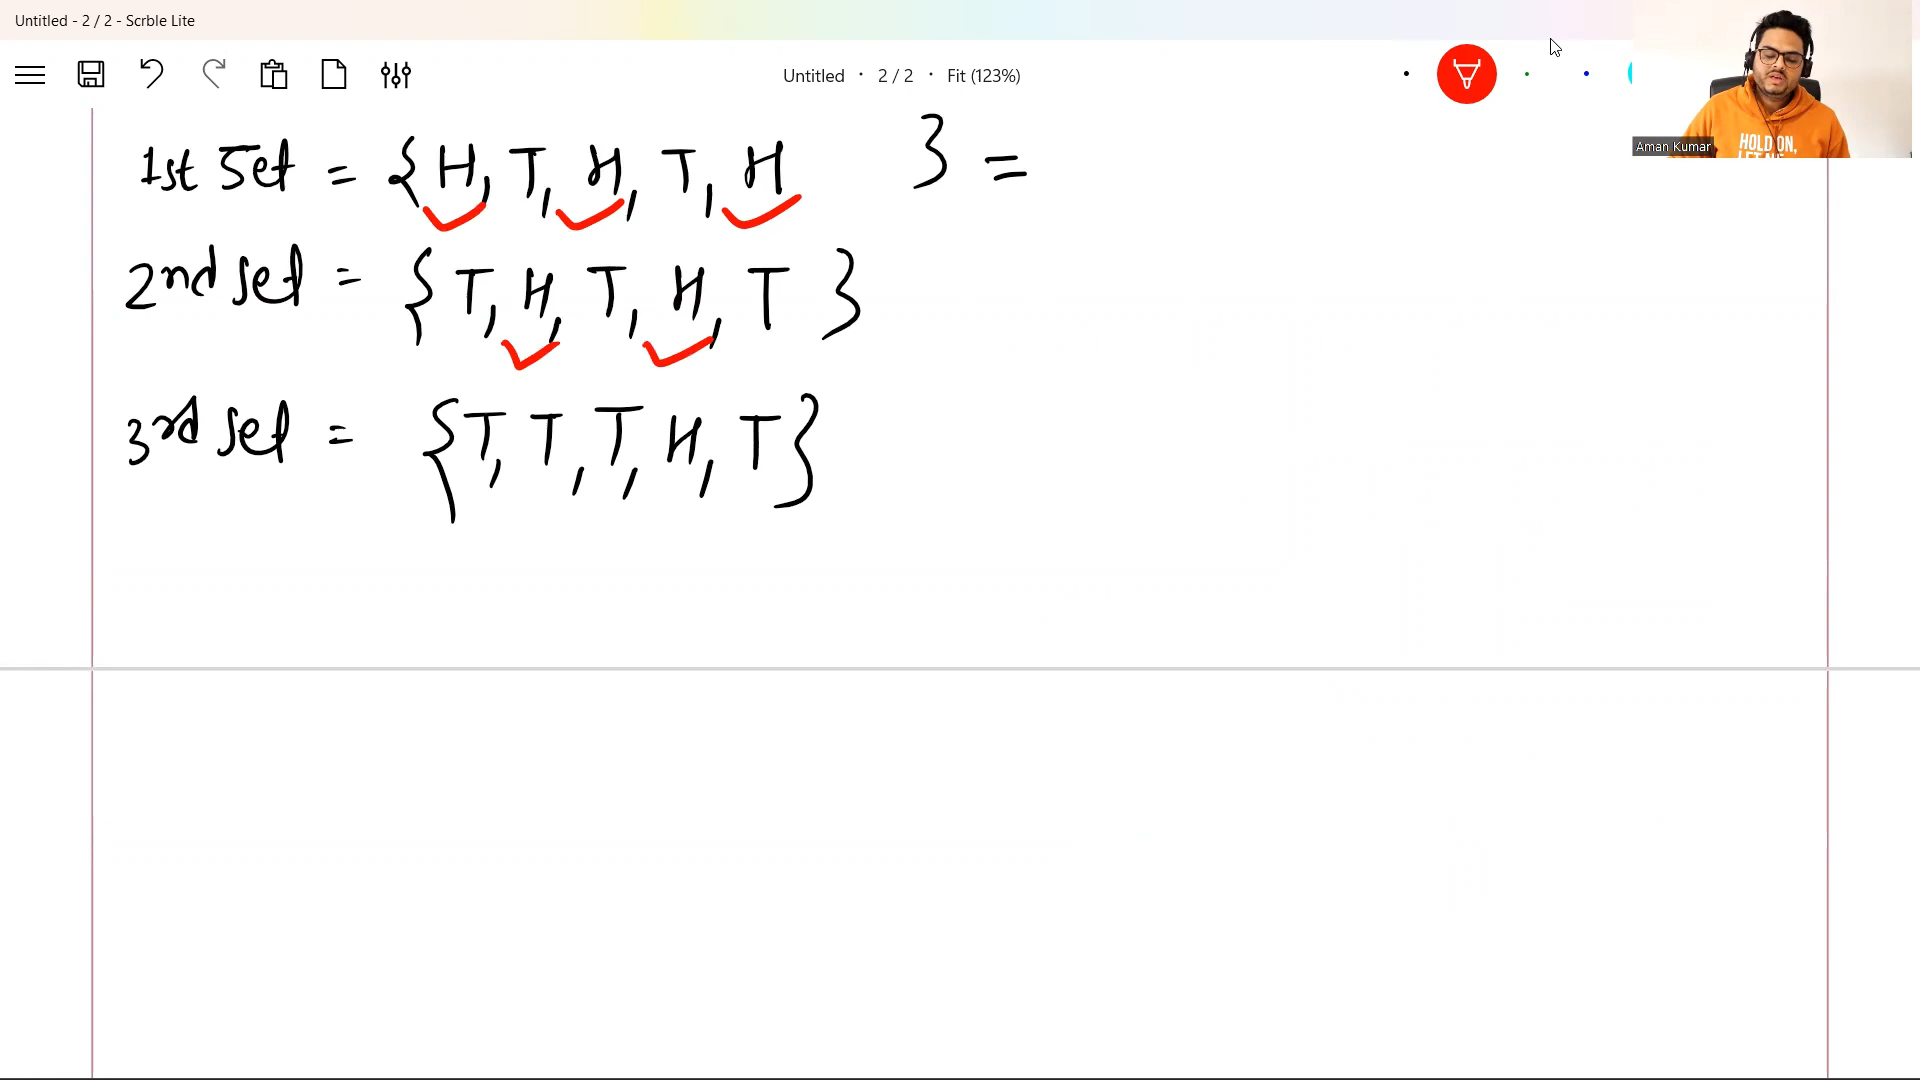 Untitled - 2 / 2 - Scrble Lite
Untitled • 2 / 2 • Fit (123%)
HOLD ON,
Aman Kumar
1st Set = {H, T, H, T, H } =
2nd Set = {T, H, T, H, T }
3rd Set = {T, T, T, H, T}